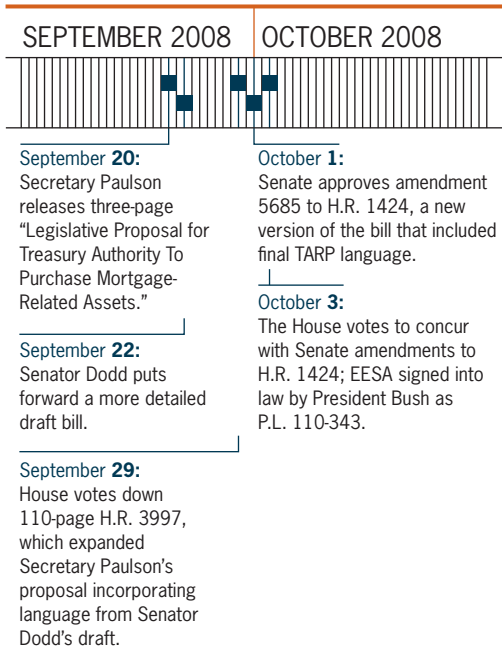 SEPTEMBER 2008
OCTOBER 2008
September 20:
Secretary Paulson
releases three-page
“Legislative Proposal for
Treasury Authority To
Purchase Mortgage-
Related Assets.”
September 22:
Senator Dodd puts
forward a more detailed
draft bill.
September 29:
House votes down
110-page H.R. 3997,
which expanded
Secretary Paulson’s
proposal incorporating
language from Senator
Dodd’s draft.
October 1:
Senate approves amendment
5685 to H.R. 1424, a new
version of the bill that included
final TARP language.
October 3:
The House votes to concur
with Senate amendments to
H.R. 1424; EESA signed into
law by President Bush as
P.L. 110-343.